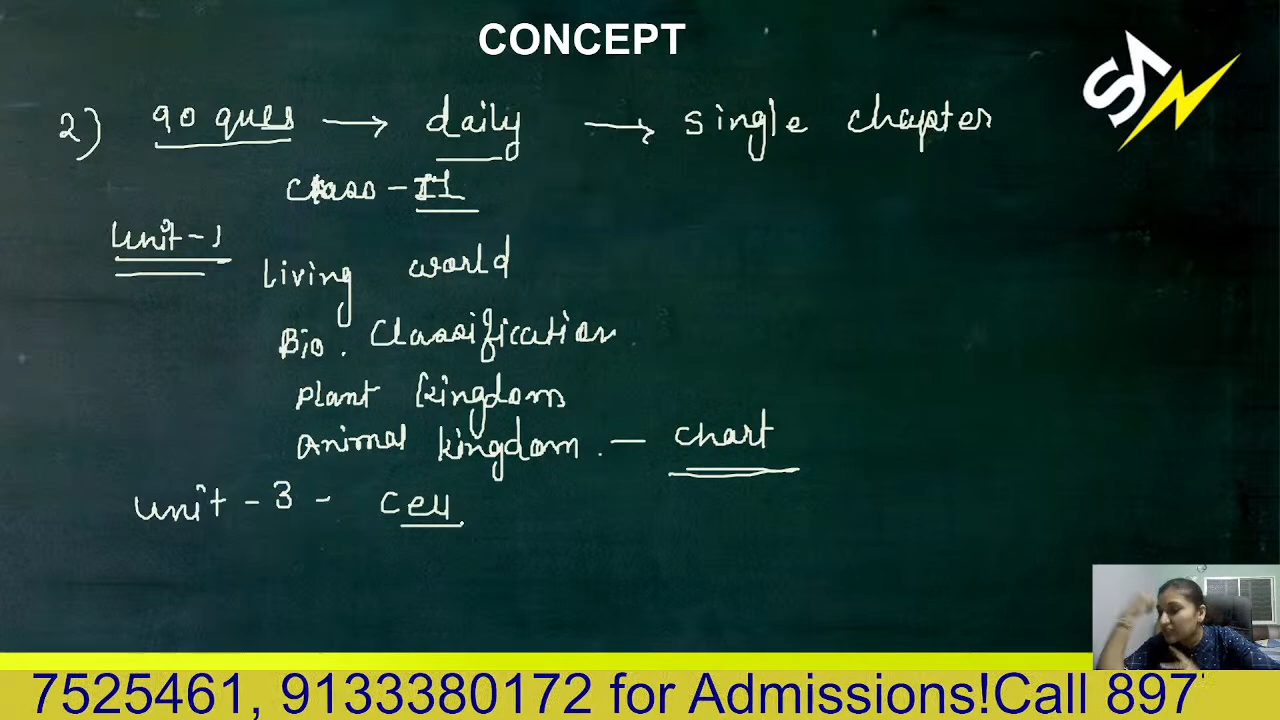 CONCEPT
SAN
2) 90 ques → daily → single chapter
Class - 11
Unit - 1
Living world
Bio. Classification
Plant kingdom
Animal kingdom. - chart
Unit - 3 - Cell
7525461, 9133380172 for Admissions!Call 897